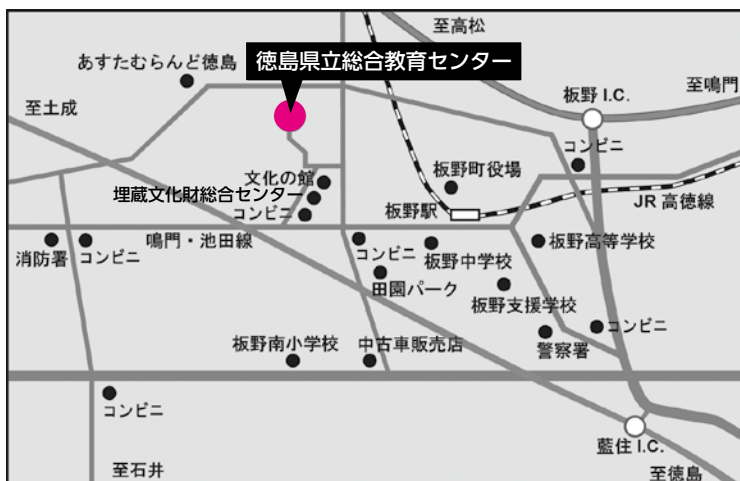 至高松
徳島県立総合教育センター
あすたむらんど徳島
至鳴門
板野 I.C.
至土成
コンビニ
文化の館
板野町役場
埋蔵文化財総合センター
JR 高徳線
コンビニ
板野駅
鳴門・池田線
板野高等学校
消防署
コンビニ
コンビニ
板野中学校
田園パーク
板野支援学校
コンビニ
板野南小学校
中古車販売店
警察署
コンビニ
藍住 I.C.
至石井
至徳島